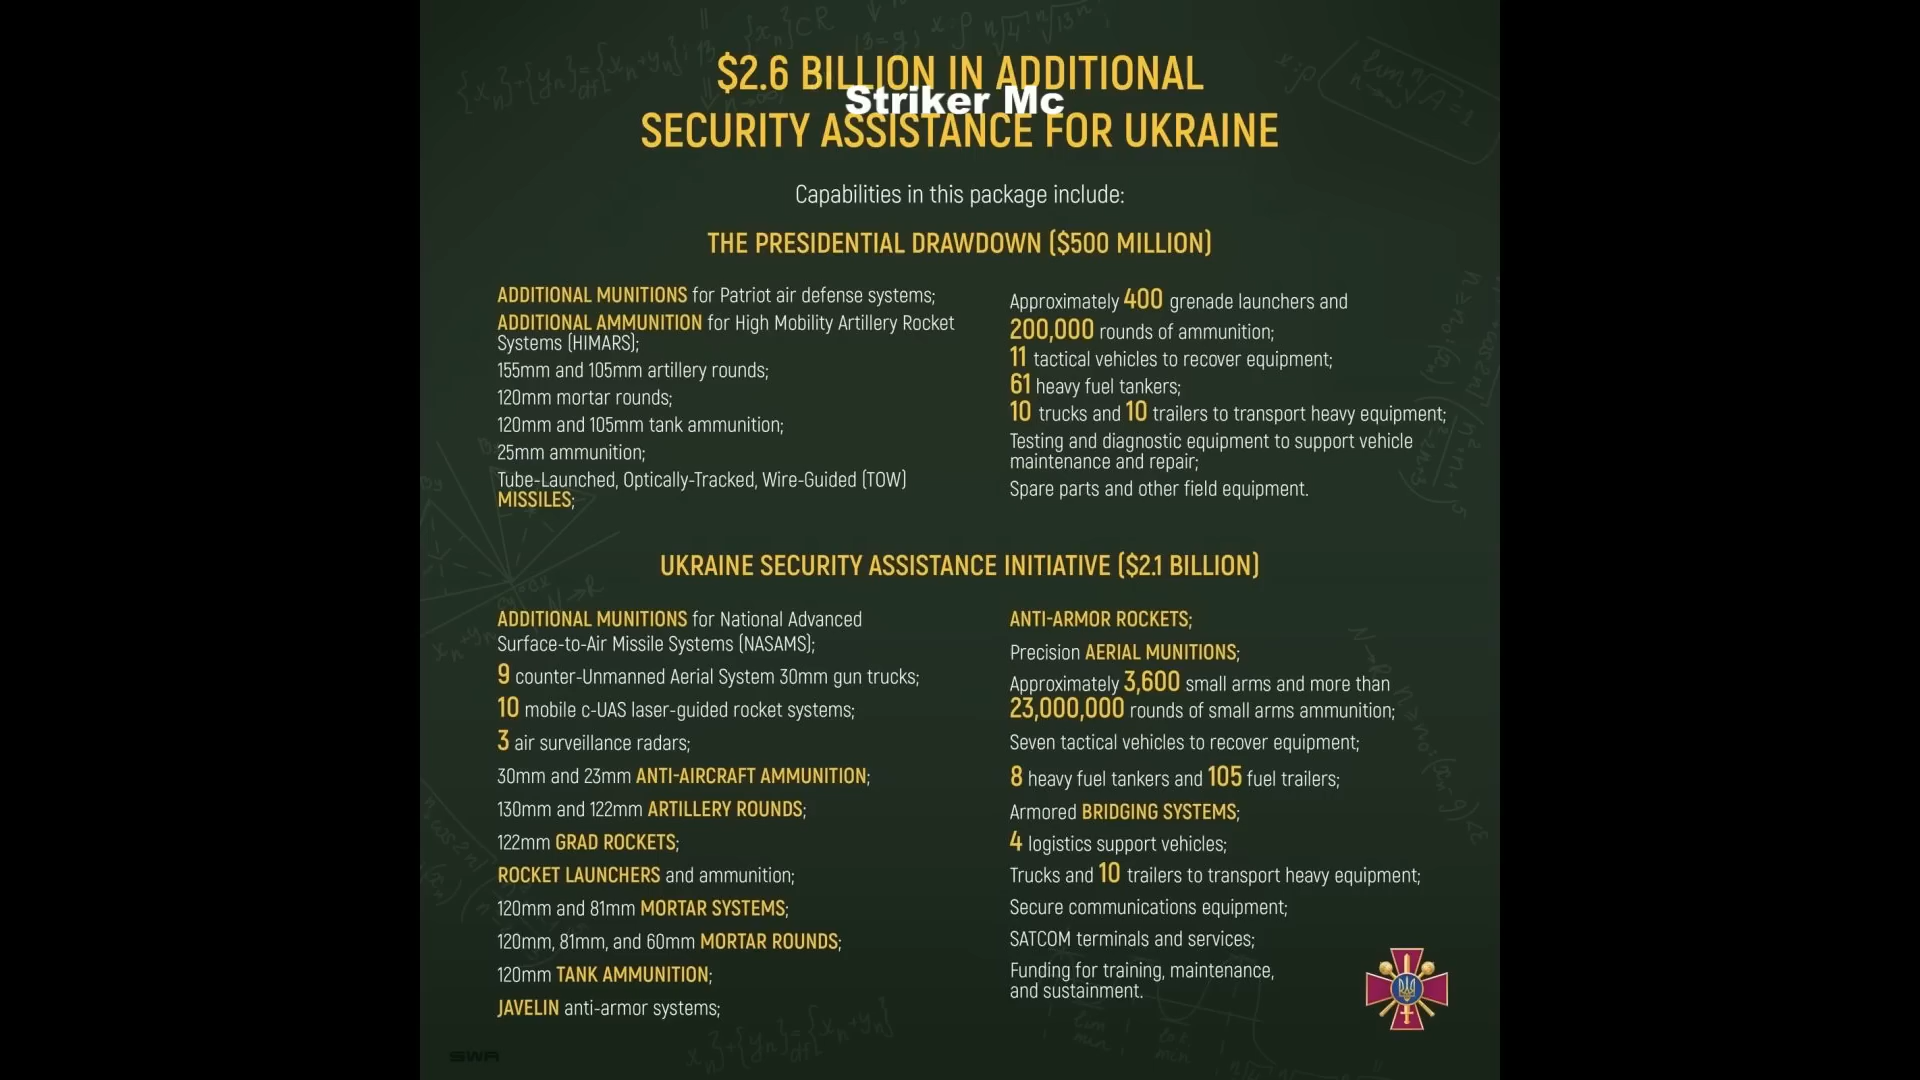 $2.6 BILLION IN ADDITIONAL
Striker Mc
SECURITY ASSISTANCE FOR UKRAINE
Capabilities in this package include:
THE PRESIDENTIAL DRAWDOWN ($500 MILLION)
ADDITIONAL MUNITIONS for Patriot air defense systems;
ADDITIONAL AMMUNITION for High Mobility Artillery Rocket
Systems (HIMARS);
155mm and 105mm artillery rounds;
120mm mortar rounds;
120mm and 105mm tank ammunition;
25mm ammunition;
Tube-Launched, Optically-Tracked, Wire-Guided (TOW)
MISSILES;
Approximately 400 grenade launchers and
200,000 rounds of ammunition;
11 tactical vehicles to recover equipment;
61 heavy fuel tankers;
10 trucks and 10 trailers to transport heavy equipment;
Testing and diagnostic equipment to support vehicle
maintenance and repair;
Spare parts and other field equipment.
UKRAINE SECURITY ASSISTANCE INITIATIVE ($2.1 BILLION)
ADDITIONAL MUNITIONS for National Advanced
Surface-to-Air Missile Systems (NASAMS);
9 counter-Unmanned Aerial System 30mm gun trucks;
10 mobile c-UAS laser-guided rocket systems;
3 air surveillance radars;
30mm and 23mm ANTI-AIRCRAFT AMMUNITION;
130mm and 122mm ARTILLERY ROUNDS;
122mm GRAD ROCKETS;
ROCKET LAUNCHERS and ammunition;
120mm and 81mm MORTAR SYSTEMS;
120mm, 81mm, and 60mm MORTAR ROUNDS;
120mm TANK AMMUNITION;
JAVELIN anti-armor systems;
ANTI-ARMOR ROCKETS;
Precision AERIAL MUNITIONS;
Approximately 3,600 small arms and more than
23,000,000 rounds of small arms ammunition;
Seven tactical vehicles to recover equipment;
8 heavy fuel tankers and 105 fuel trailers;
Armored BRIDGING SYSTEMS;
4 logistics support vehicles;
Trucks and 10 trailers to transport heavy equipment;
Secure communications equipment;
SATCOM terminals and services;
Funding for training, maintenance,
and sustainment.
SWA